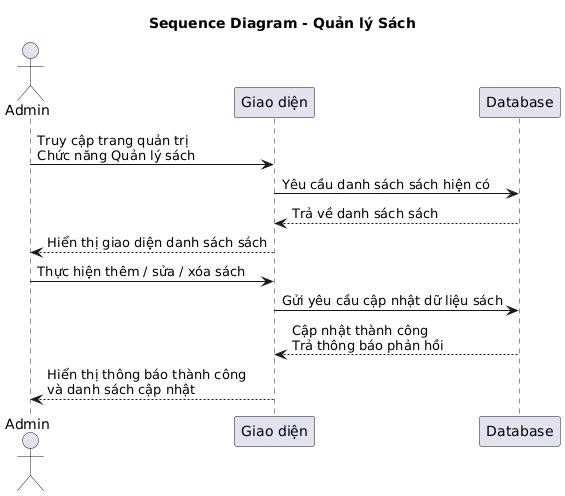 Sequence Diagram - Quản lý Sách
Admin
Giao diện
Database
Truy cập trang quản trị
Chức năng Quản lý sách
Yêu cầu danh sách sách hiện có
Trả về danh sách sách
Hiển thị giao diện danh sách sách
Thực hiện thêm / sửa / xóa sách
Gửi yêu cầu cập nhật dữ liệu sách
Cập nhật thành công
Trả thông báo phản hồi
Hiển thị thông báo thành công
và danh sách cập nhật
Admin
Giao diện
Database